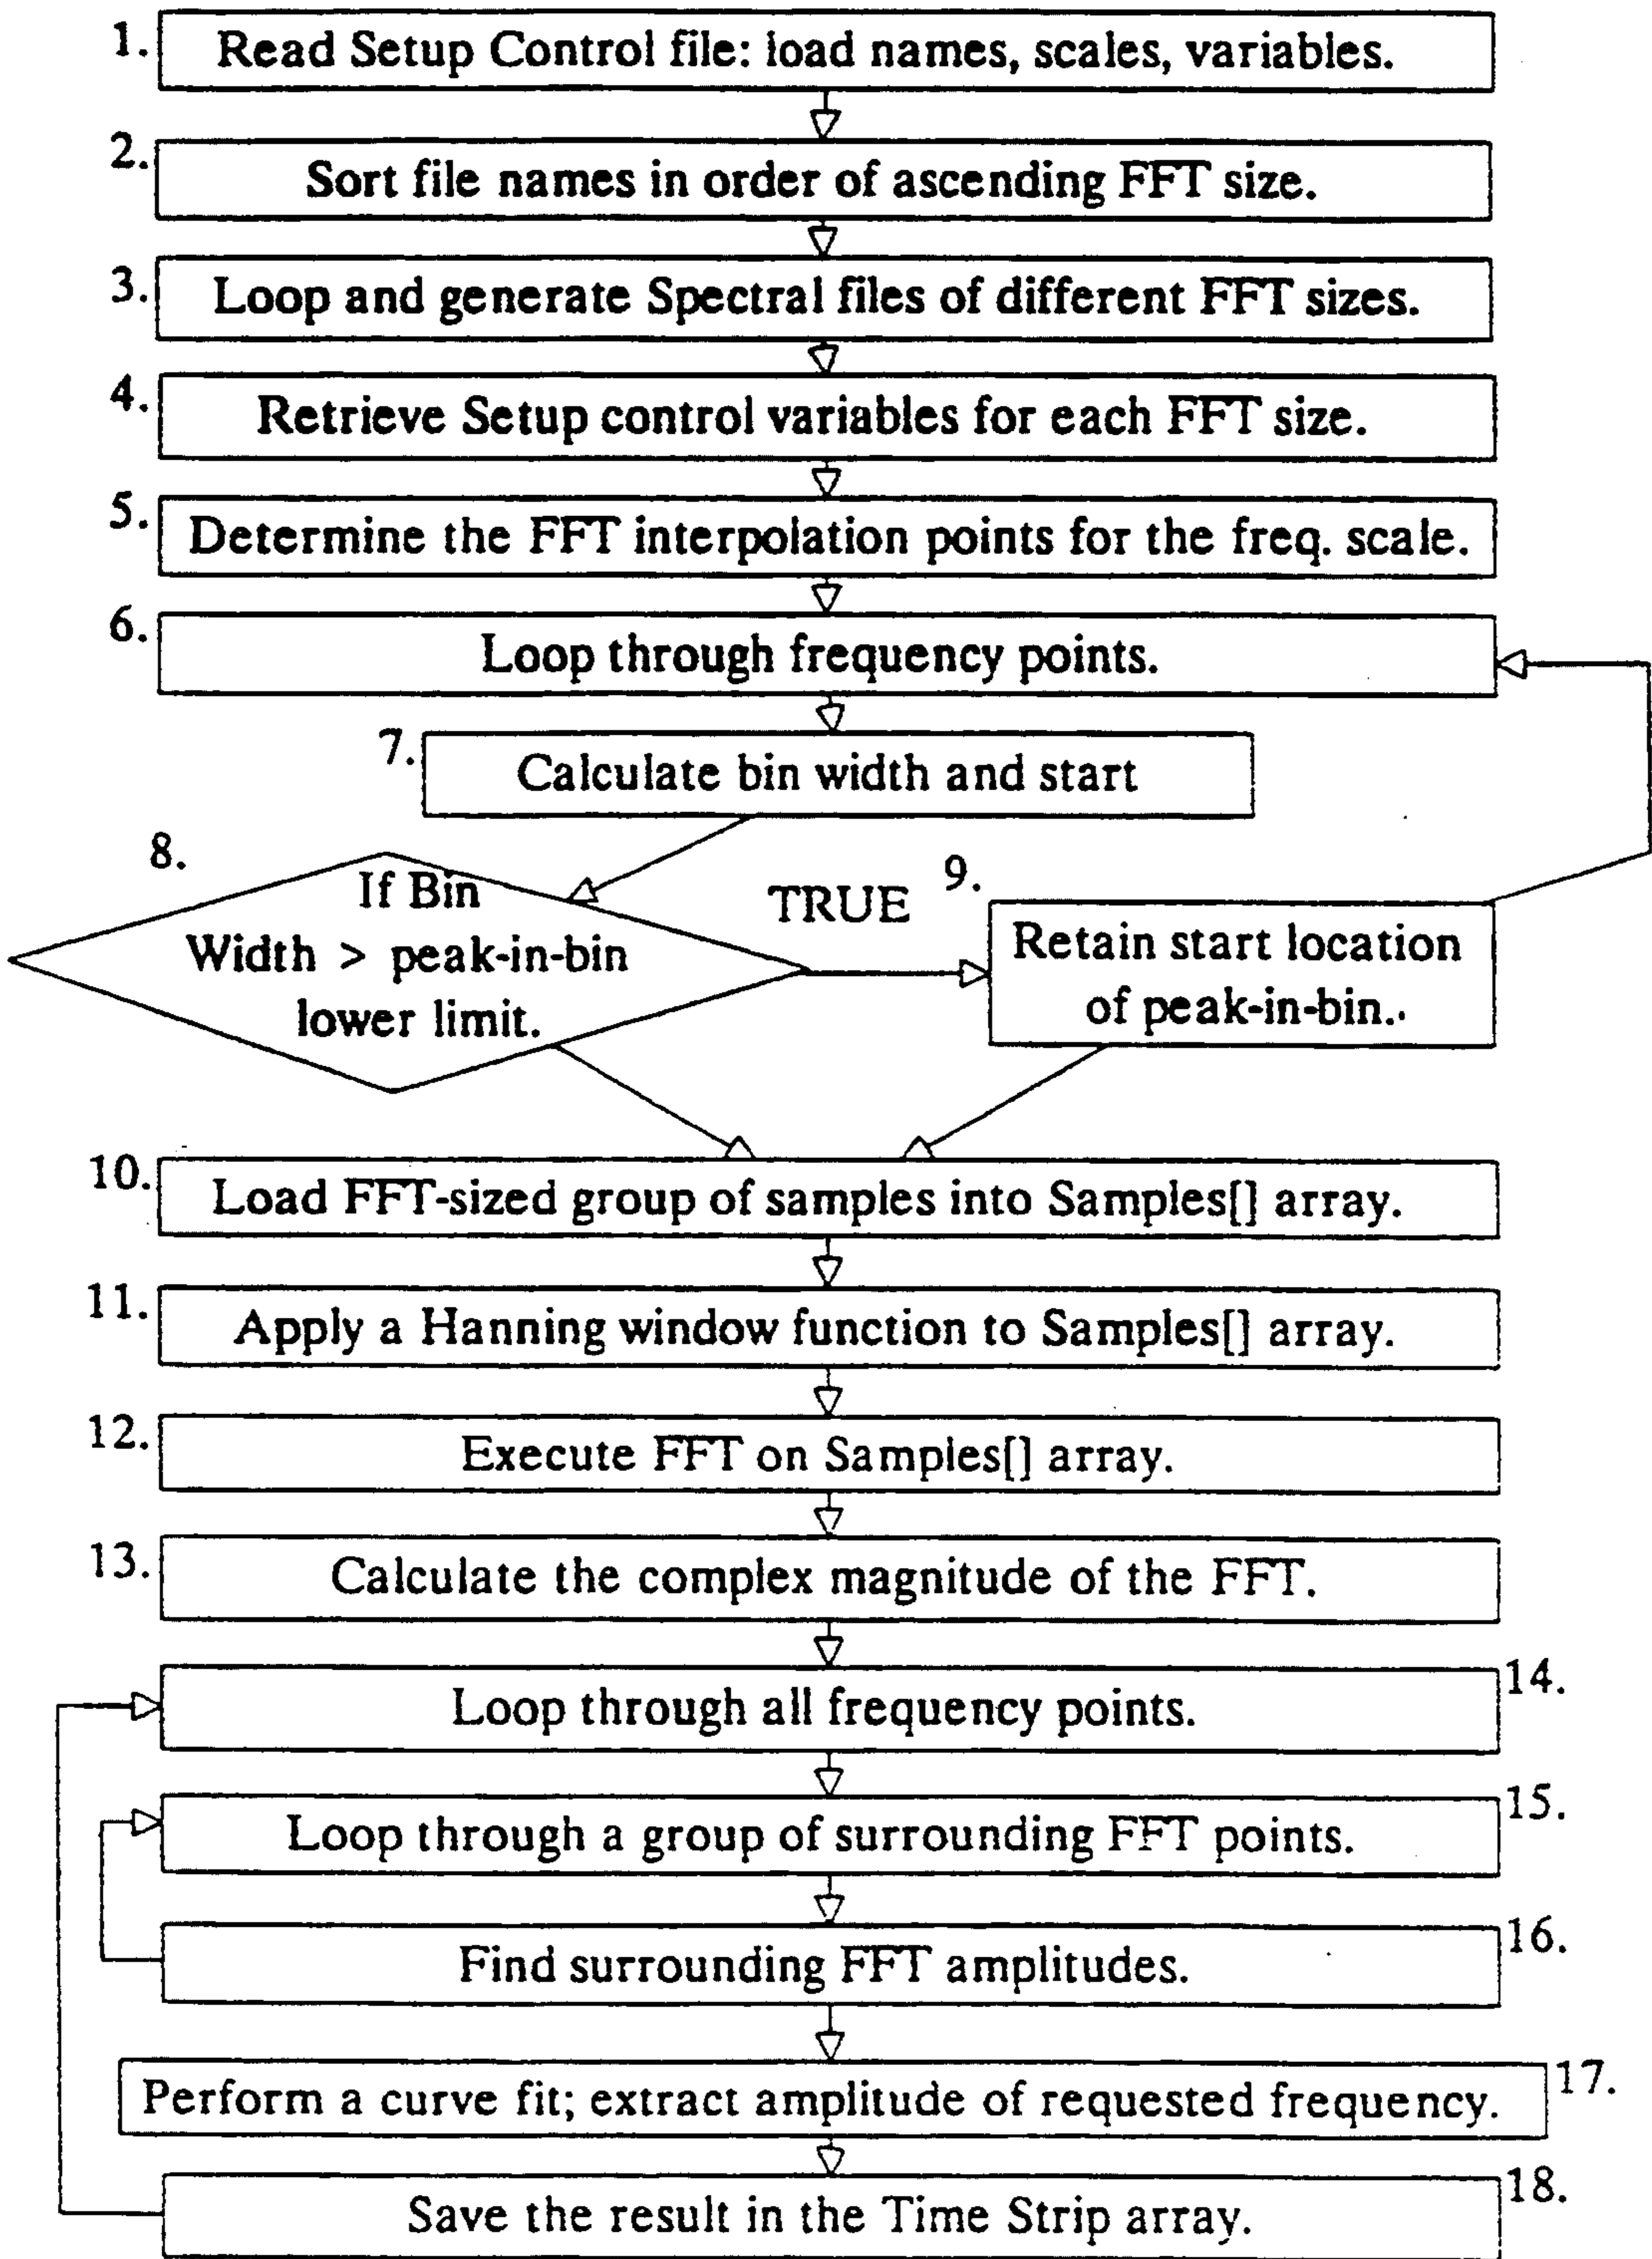 1. Read Setup Control file: load names, scales, variables.
2. Sort file names in order of ascending FFT size.
3. Loop and generate Spectral files of different FFT sizes.
4. Retrieve Setup control variables for each FFT size.
5. Determine the FFT interpolation points for the freq. scale.
6. Loop through frequency points.
7. Calculate bin width and start
8. If Bin
Width > peak-in-bin
lower limit.
TRUE
9. Retain start location
of peak-in-bin.
10. Load FFT-sized group of samples into Samples[] array.
11. Apply a Hanning window function to Samples[] array.
12. Execute FFT on Samples[] array.
13. Calculate the complex magnitude of the FFT.
Loop through all frequency points. 14.
Loop through a group of surrounding FFT points. 15.
Find surrounding FFT amplitudes. 16.
Perform a curve fit; extract amplitude of requested frequency. 17.
Save the result in the Time Strip array. 18.